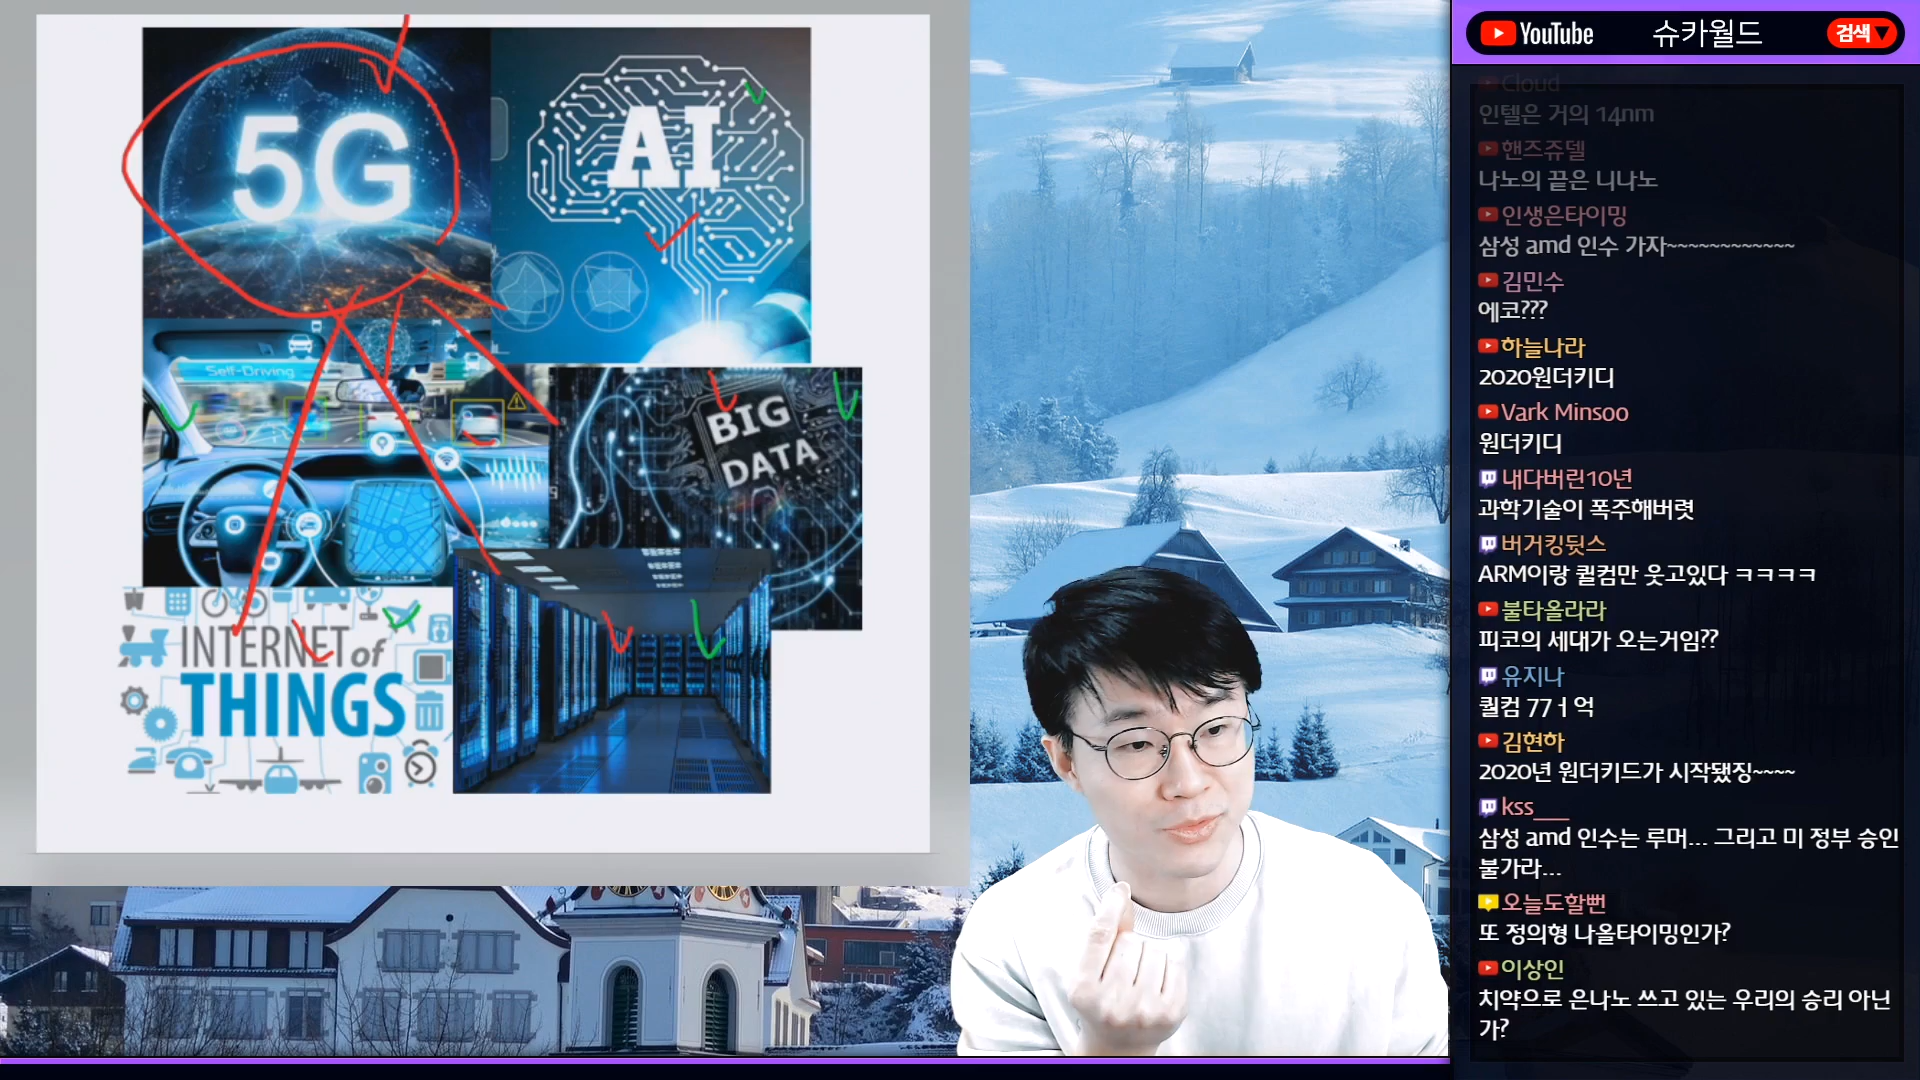 5G
AI
Self-Driving
BIG
DATA
INTERNET of
THINGS
YouTube
슈카월드
검색▼
Cloud
인텔은 거의 14nm
핸즈쥬델
나노의 끝은 니나노
인생은타이밍
삼성 amd 인수 가자~~~~~~~~~~~~
김민수
에코???
하늘나라
2020원더키디
Vark Minsoo
원더키디
내다버린10년
과학기술이 폭주해버렷
버거킹뒷스
ARM이랑 퀄컴만 웃고있다 ㅋㅋㅋㅋ
불타올라라
피코의 세대가 오는거임??
유지나
퀄컴 77ㅓ억
김현하
2020년 원더키드가 시작됐징~~~~
kss___
삼성 amd 인수는 루머... 그리고 미 정부 승인
불가라...
오늘도할뻔
또 정의형 나올타이밍인가?
이상인
치약으로 은나노 쓰고 있는 우리의 승리 아닌
가?